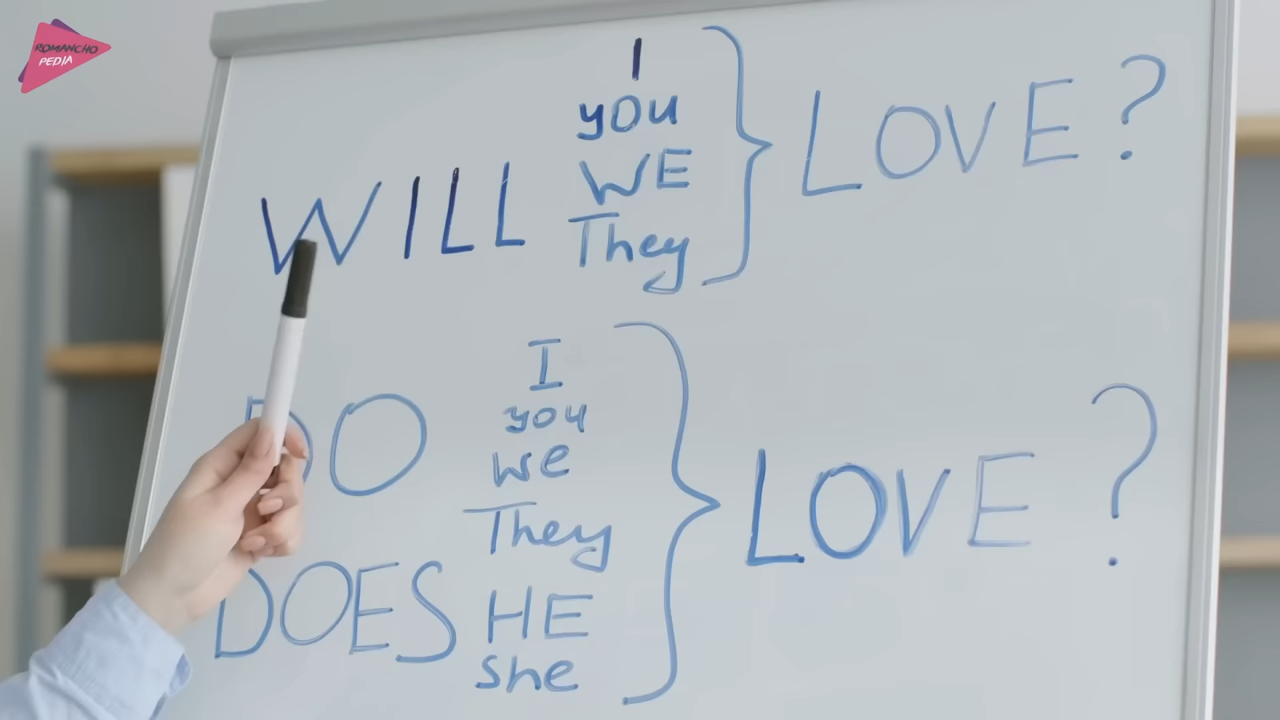 ROMANCHO
PEDIA
I
you
WE
WILL They LOVE?
I
you
DO we
They LOVE?
DOES HE
she